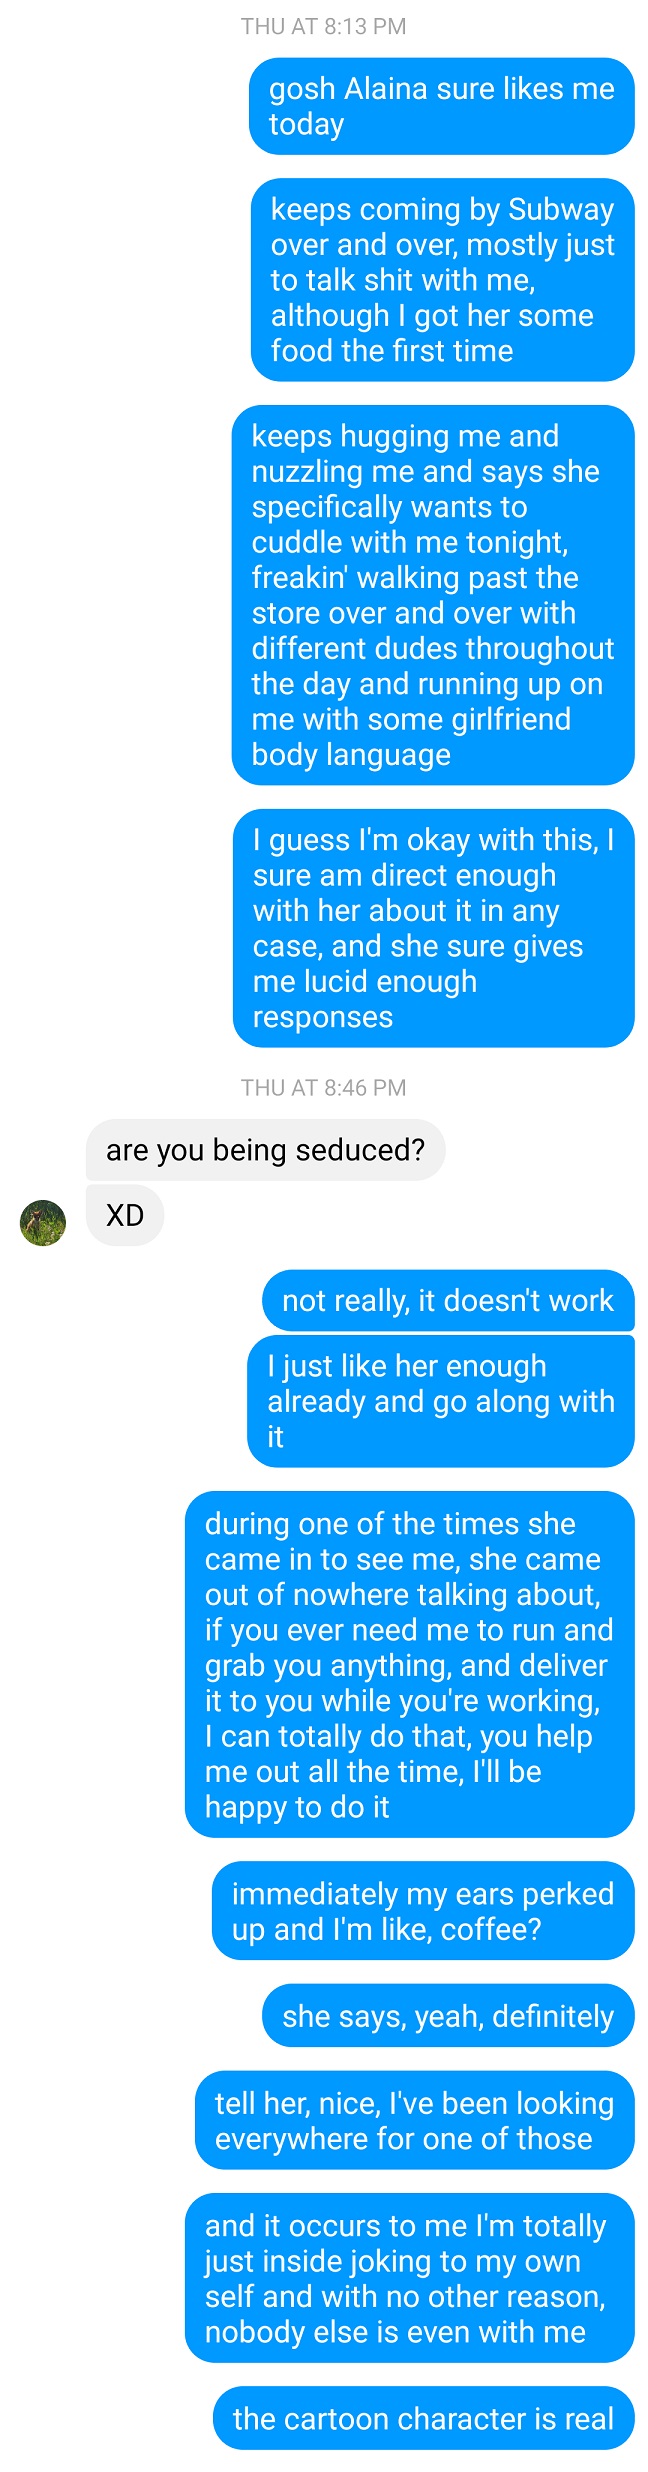 THU AT 8:13 PM
gosh Alaina sure likes me
today
keeps coming by Subway
over and over, mostly just
to talk shit with me,
although I got her some
food the first time
keeps hugging me and
nuzzling me and says she
specifically wants to
cuddle with me tonight,
freakin' walking past the
store over and over with
different dudes throughout
the day and running up on
me with some girlfriend
body language
I guess I'm okay with this, I
sure am direct enough
with her about it in any
case, and she sure gives
me lucid enough
responses
THU AT 8:46 PM
are you being seduced?
XD
not really, it doesn't work
I just like her enough
already and go along with
it
during one of the times she
came in to see me, she came
out of nowhere talking about,
if you ever need me to run and
grab you anything, and deliver
it to you while you're working,
I can totally do that, you help
me out all the time, I'll be
happy to do it
immediately my ears perked
up and I'm like, coffee?
she says, yeah, definitely
tell her, nice, I've been looking
everywhere for one of those
and it occurs to me I'm totally
just inside joking to my own
self and with no other reason,
nobody else is even with me
the cartoon character is real